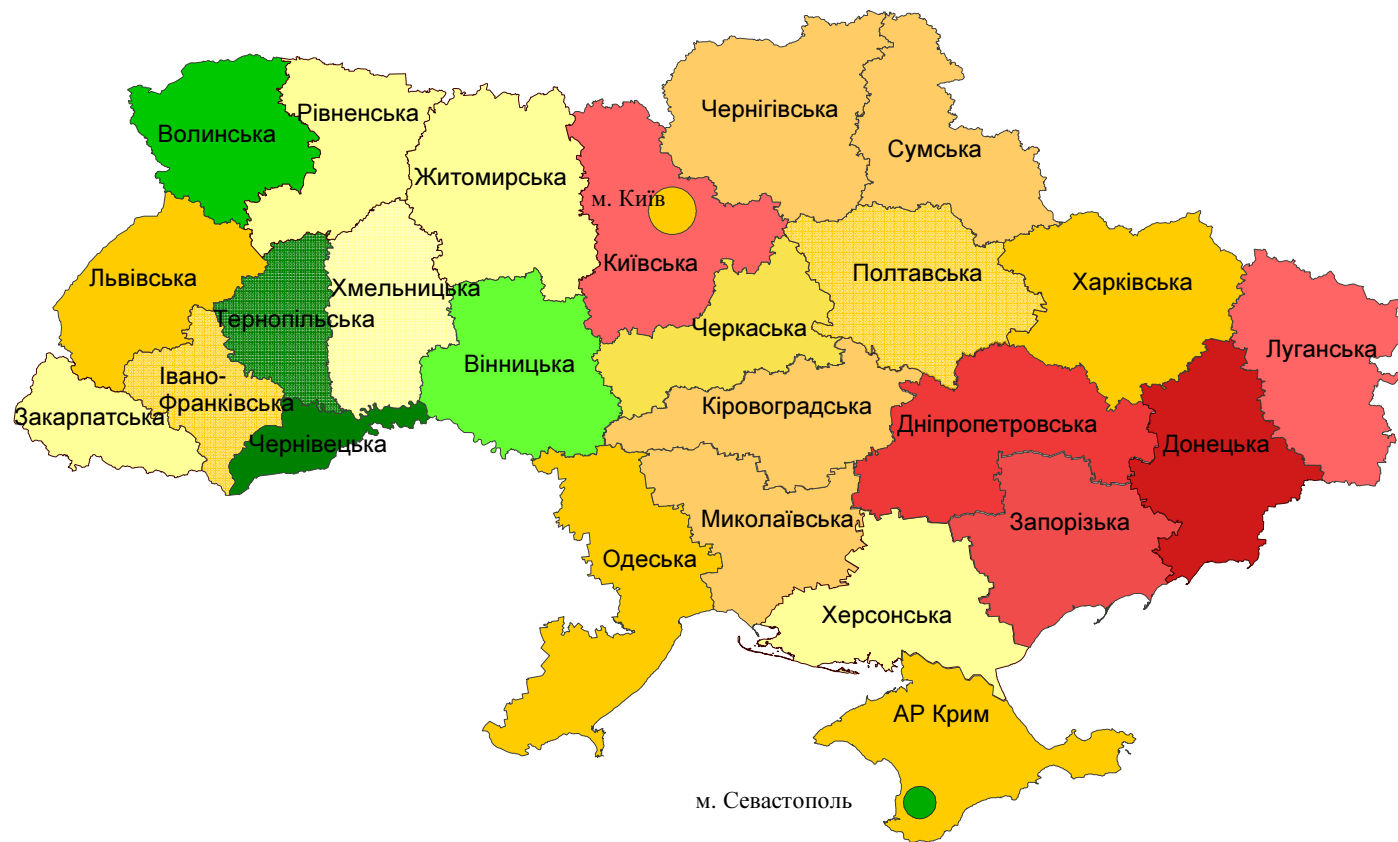 Волинська
Рівненська
Житомирська
Чернігівська
Сумська
м. Київ
Київська
Львівська
Тернопільська
Хмельницька
Вінницька
Черкаська
Полтавська
Харківська
Луганська
Івано-
Франківська
Закарпатська
Чернівецька
Кіровоградська
Дніпропетровська
Донецька
Одеська
Миколаївська
Запорізька
Херсонська
АР Крим
м. Севастополь